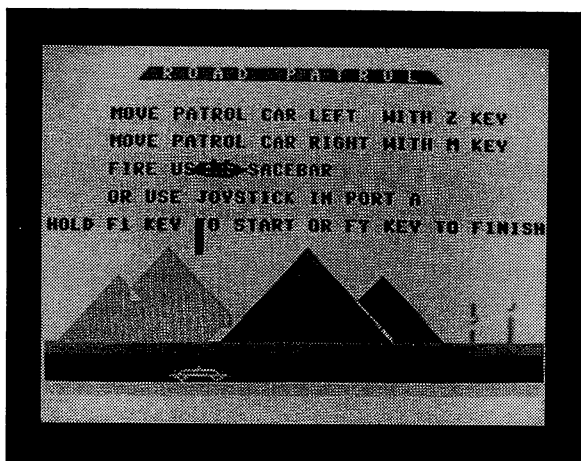 ROAD PATROL
MOVE PATROL CAR LEFT WITH Z KEY
MOVE PATROL CAR RIGHT WITH M KEY
FIRE SACEBAR
OR USE JOYSTICK IN PORT A
HOLD F1 KEY TO START OR F7 KEY TO FINISH